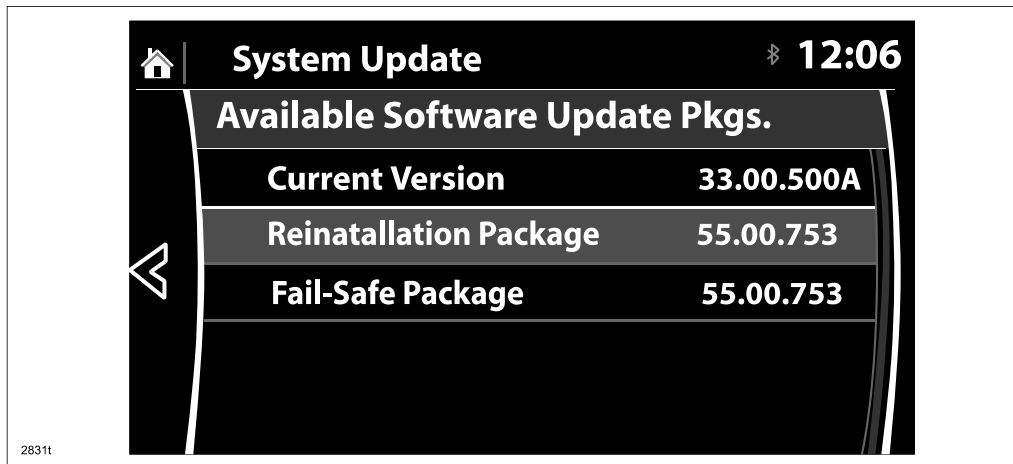 System Update 12:06
Available Software Update Pkgs.
Current Version 33.00.500A
Reinatallation Package 55.00.753
Fail-Safe Package 55.00.753
2831t